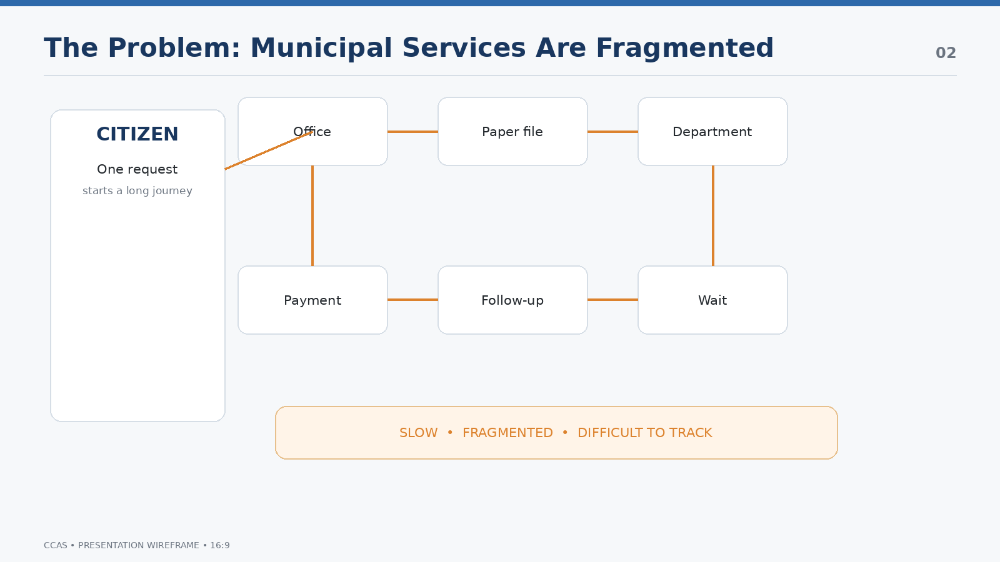 The Problem: Municipal Services Are Fragmented
02
CITIZEN
One request
starts a long journey
Office
Paper file
Department
Payment
Follow-up
Wait
SLOW • FRAGMENTED • DIFFICULT TO TRACK
CCAS • PRESENTATION WIREFRAME • 16:9